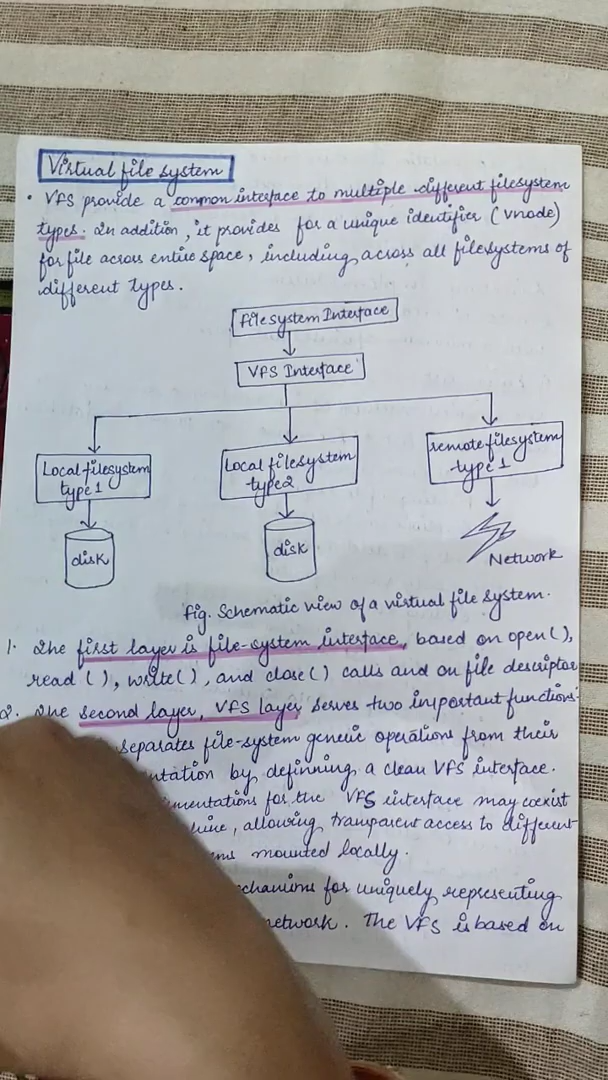 Virtual file system
• VFS provide a common interface to multiple different filesystem
types. In addition, it provides for a unique identifier (vnode)
for file across entire space, including across all filesystems of
different types.
filesystem Interface
VFS Interface
Local filesystem
type 1
Local filesystem
type 2
remote filesystem
type 1
disk
disk
Network
fig. Schematic view of a virtual file system.
1. The first layer is file-system interface, based on open(),
read(), write(), and close() calls and on file descriptor
2. The second layer, VFS layer serves two important functions:
separates file-system generic operations from their
ntation by definning a clean VFS interface.
mentations for the VFS interface may coexist
hine, allowing transparent access to different
ms mounted locally.
chanims for uniquely representing
network. The VFS is based on